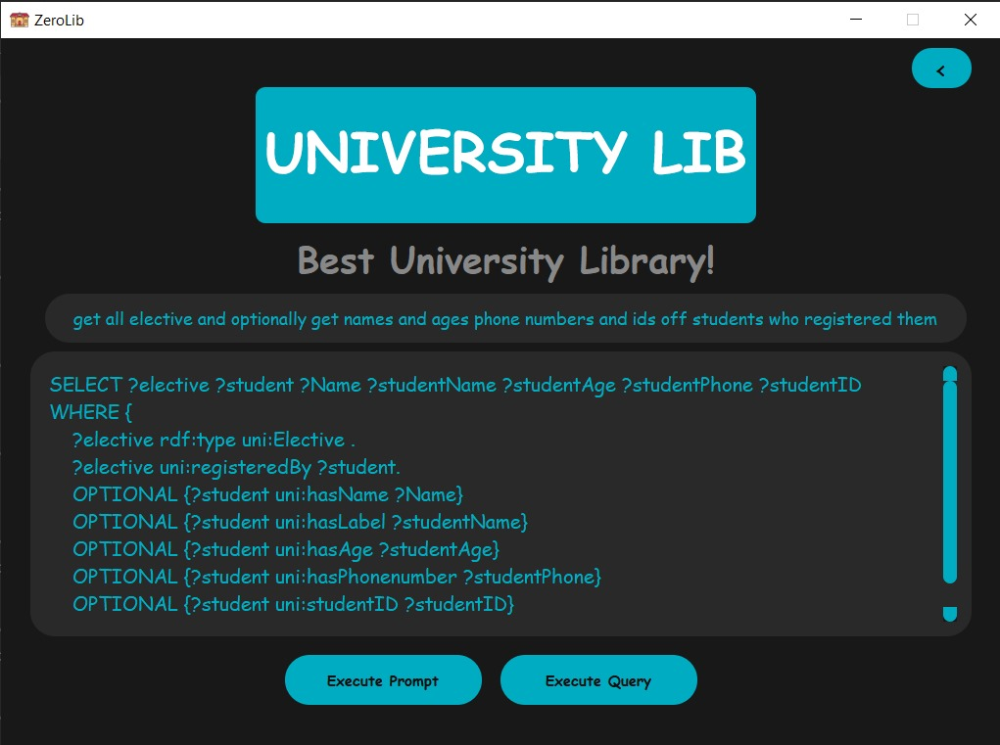 ZeroLib
<
UNIVERSITY LIB
Best University Library!
get all elective and optionally get names and ages phone numbers and ids off students who registered them
SELECT ?elective ?student ?Name ?studentName ?studentAge ?studentPhone ?studentID
WHERE {
?elective rdf:type uni:Elective .
?elective uni:registeredBy ?student.
OPTIONAL {?student uni:hasName ?Name}
OPTIONAL {?student uni:hasLabel ?studentName}
OPTIONAL {?student uni:hasAge ?studentAge}
OPTIONAL {?student uni:hasPhonenumber ?studentPhone}
OPTIONAL {?student uni:studentID ?studentID}
Execute Prompt
Execute Query